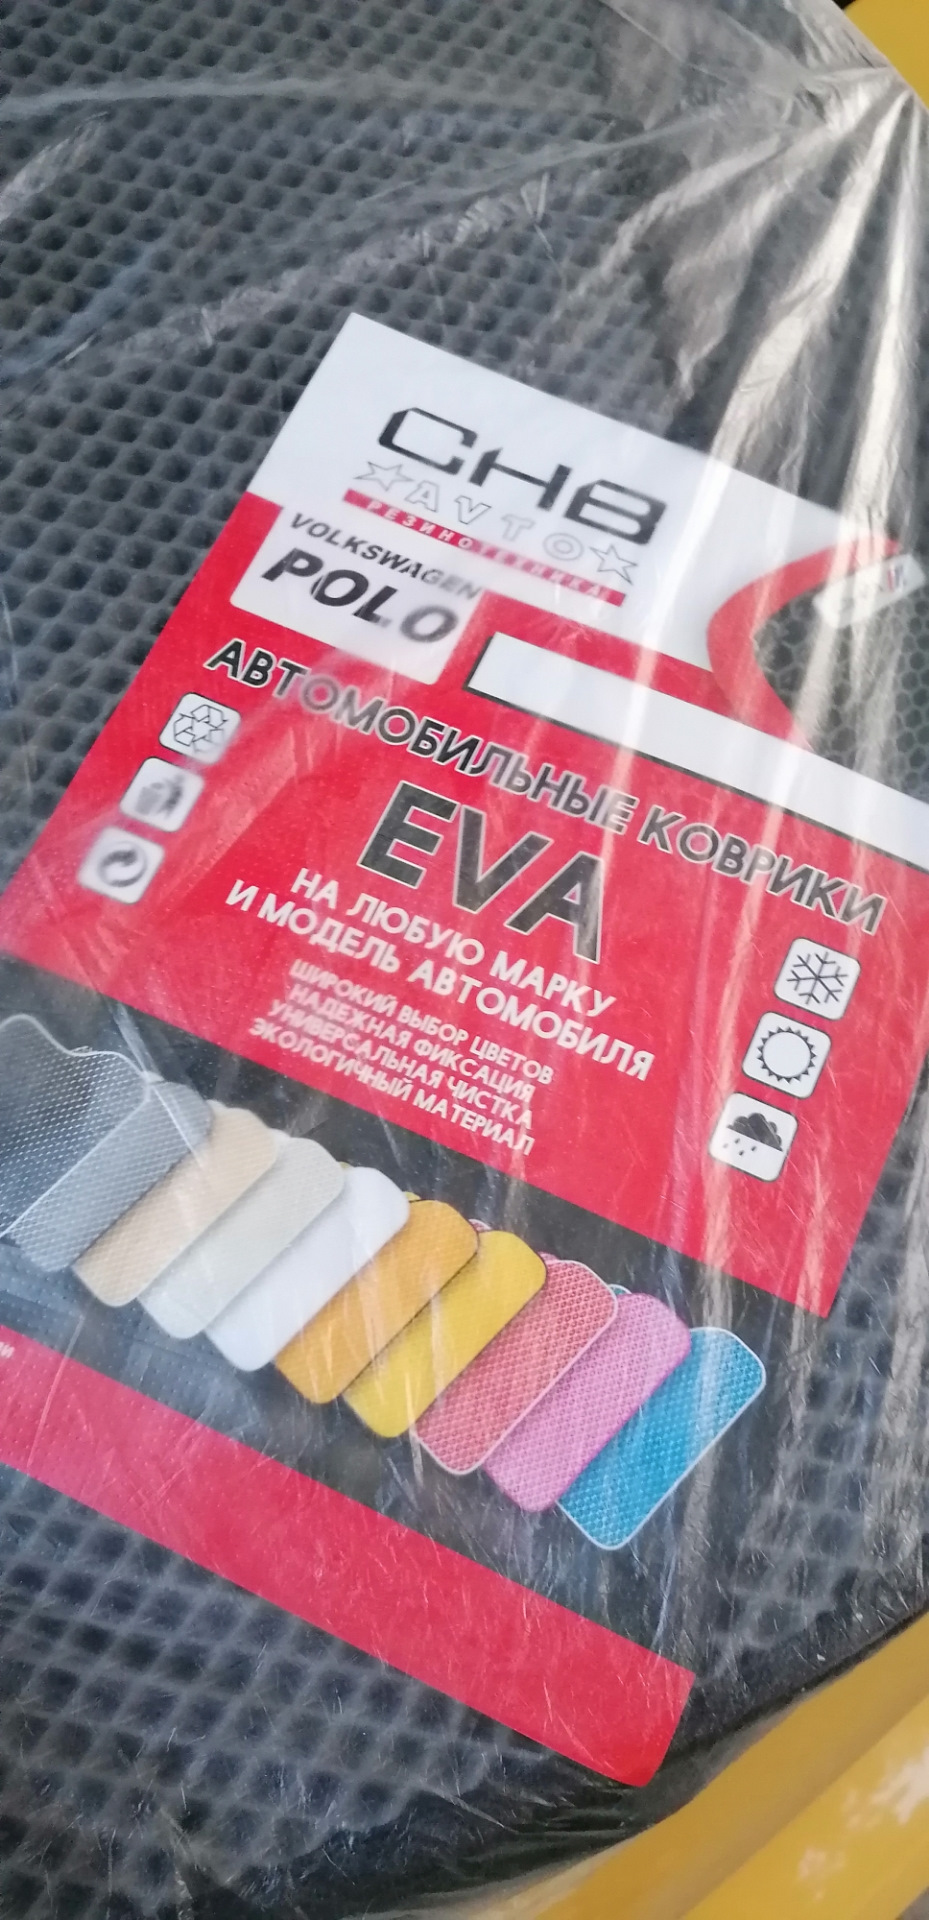 CHB
AVTO
РЕЗИНОТЕХНИКА
VOLKSWAGEN
POLO
АВТОМОБИЛЬНЫЕ КОВРИКИ
EVA
НА ЛЮБУЮ МАРКУ
И МОДЕЛЬ АВТОМОБИЛЯ
ШИРОКИЙ ВЫБОР ЦВЕТОВ
НАДЕЖНАЯ ФИКСАЦИЯ
УНИВЕРСАЛЬНАЯ ЧИСТКА
ЭКОЛОГИЧНЫЙ МАТЕРИАЛ